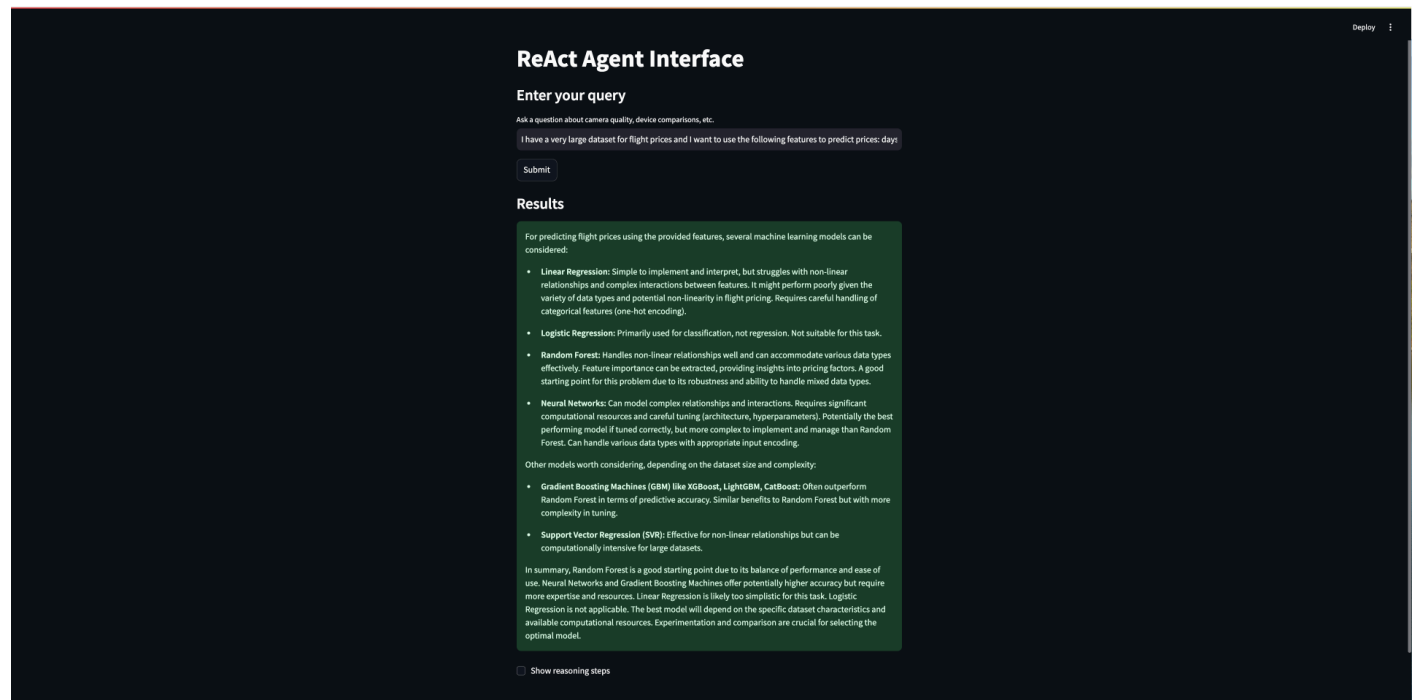 Deploy
ReAct Agent Interface
Enter your query
Ask a question about camera quality, device comparisons, etc.
I have a very large dataset for flight prices and I want to use the following features to predict prices: days
Submit
Results
For predicting flight prices using the provided features, several machine learning models can be
considered:
• Linear Regression: Simple to implement and interpret, but struggles with non-linear
relationships and complex interactions between features. It might perform poorly given the
variety of data types and potential non-linearity in flight pricing. Requires careful handling of
categorical features (one-hot encoding).
• Logistic Regression: Primarily used for classification, not regression. Not suitable for this task.
• Random Forest: Handles non-linear relationships well and can accommodate various data types
effectively. Feature importance can be extracted, providing insights into pricing factors. A good
starting point for this problem due to its robustness and ability to handle mixed data types.
• Neural Networks: Can model complex relationships and interactions. Requires significant
computational resources and careful tuning (architecture, hyperparameters). Potentially the best
performing model if tuned correctly, but more complex to implement and manage than Random
Forest. Can handle various data types with appropriate input encoding.
Other models worth considering, depending on the dataset size and complexity:
• Gradient Boosting Machines (GBM) like XGBoost, LightGBM, CatBoost: Often outperform
Random Forest in terms of predictive accuracy. Similar benefits to Random Forest but with more
complexity in tuning.
• Support Vector Regression (SVR): Effective for non-linear relationships but can be
computationally intensive for large datasets.
In summary, Random Forest is a good starting point due to its balance of performance and ease of
use. Neural Networks and Gradient Boosting Machines offer potentially higher accuracy but require
more expertise and resources. Linear Regression is likely too simplistic for this task. Logistic
Regression is not applicable. The best model will depend on the specific dataset characteristics and
available computational resources. Experimentation and comparison are crucial for selecting the
optimal model.
Show reasoning steps